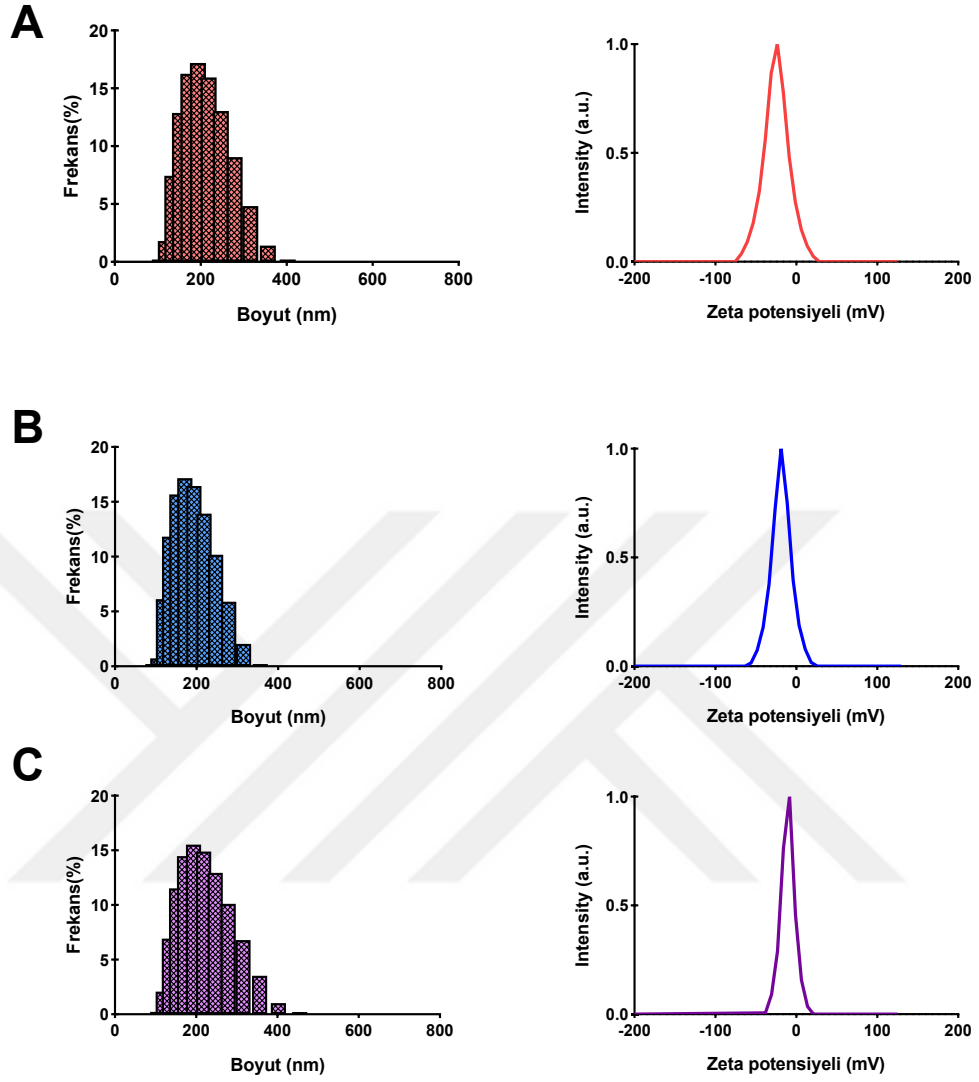 A
Frekans(%)
20
15
10
5
0
0 200 400 600 800
Boyut (nm)
Intensity (a.u.)
1.0
0.5
0.0
-200 -100 0 100 200
Zeta potensiyeli (mV)
B
Frekans(%)
20
15
10
5
0
0 200 400 600 800
Boyut (nm)
Intensity (a.u.)
1.0
0.5
0.0
-200 -100 0 100 200
Zeta potensiyeli (mV)
C
Frekans(%)
20
15
10
5
0
0 200 400 600 800
Boyut (nm)
Intensity (a.u.)
1.0
0.5
0.0
-200 -100 0 100 200
Zeta potensiyeli (mV)